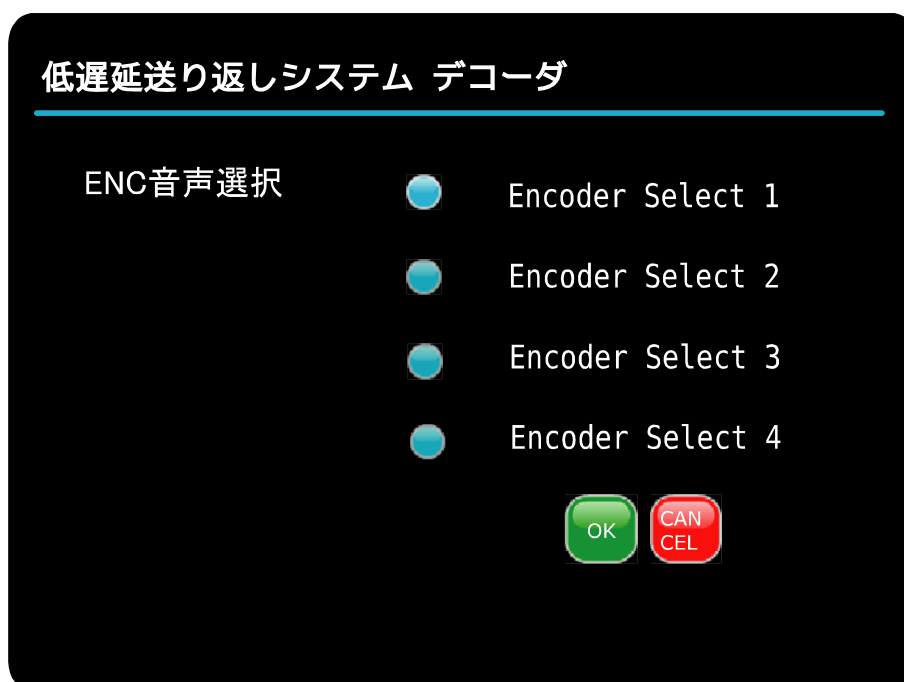 低遅延送り返しシステム デコーダ
ENC音声選択
Encoder Select 1
Encoder Select 2
Encoder Select 3
Encoder Select 4
OK
CAN
CEL